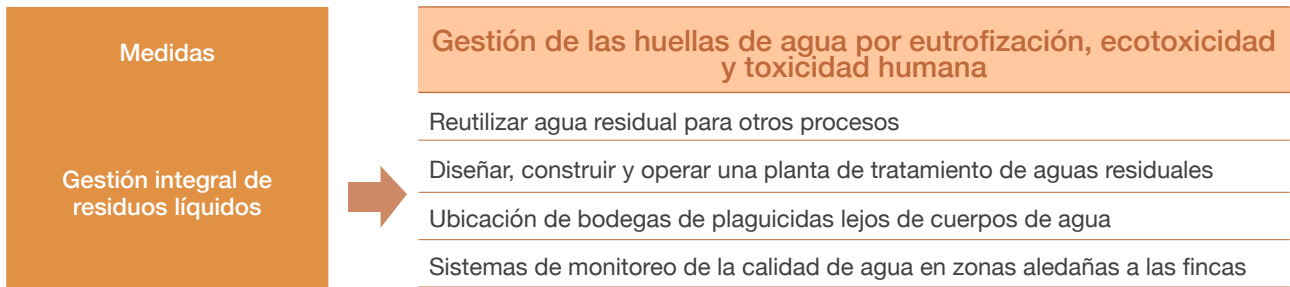 Medidas
Gestión integral de
residuos líquidos
Gestión de las huellas de agua por eutrofización, ecotoxicidad
y toxicidad humana
Reutilizar agua residual para otros procesos
Diseñar, construir y operar una planta de tratamiento de aguas residuales
Ubicación de bodegas de plaguicidas lejos de cuerpos de agua
Sistemas de monitoreo de la calidad de agua en zonas aledañas a las fincas